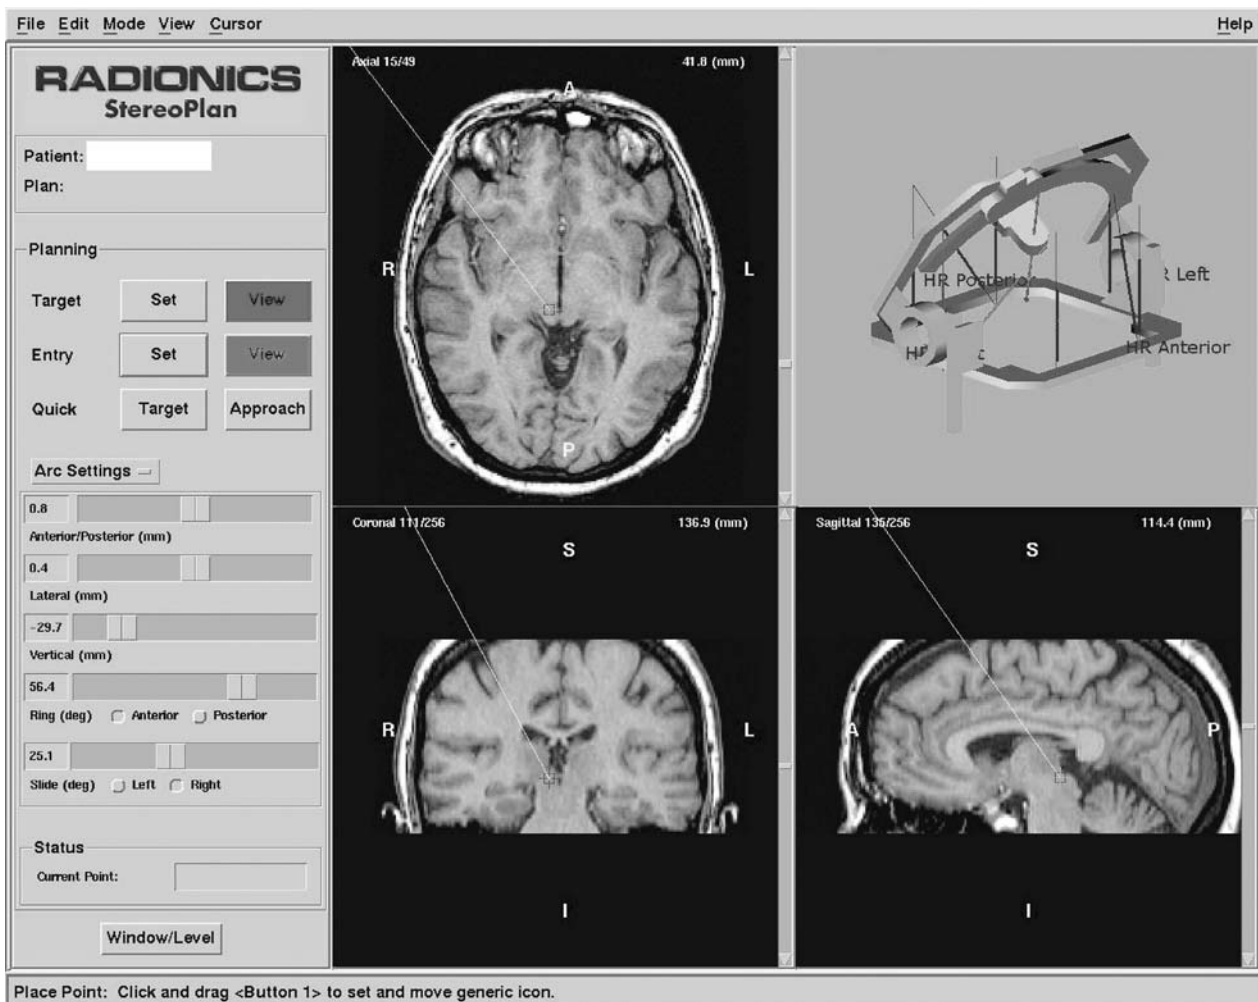 File Edit Mode View Cursor Help
RADIONICS
StereoPlan
Patient:
Plan:
Planning
Target Set View
Entry Set View
Quick Target Approach
Arc Settings
0.8
Anterior/Posterior (mm)
0.4
Lateral (mm)
-29.7
Vertical (mm)
56.4
Ring (deg) Anterior Posterior
25.1
Slide (deg) Left Right
Status
Current Point:
Window/Level
Axial 15/49 41.8 (mm)
A
R L
P
HR Posterior
Left
HR Anterior
Coronal 111/256 136.9 (mm)
S
R L
I
Sagittal 135/256 114.4 (mm)
S
A P
I
Place Point: Click and drag <Button 1> to set and move generic icon.